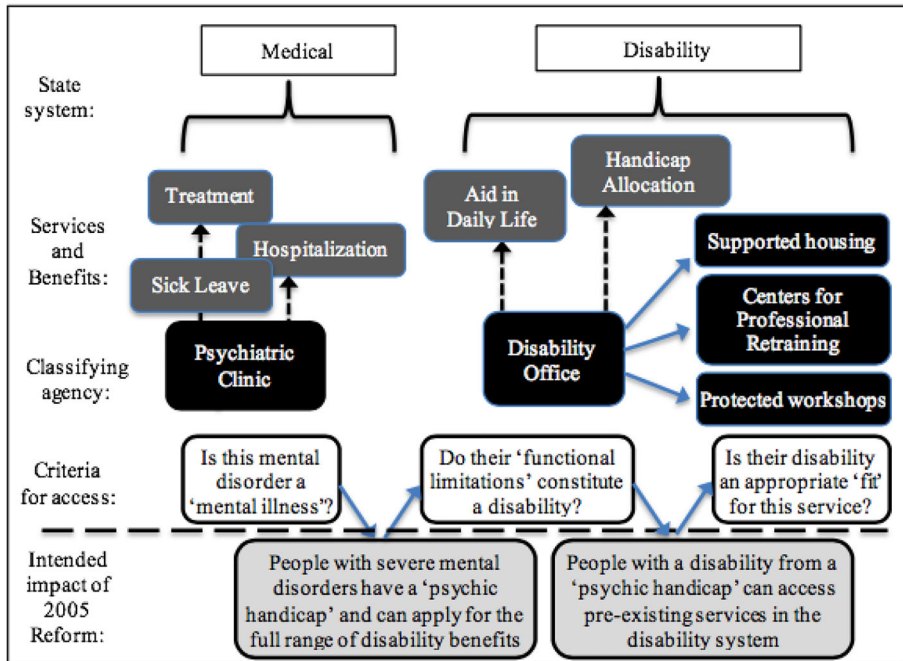 Medical
Disability
State
system:
Treatment
Hospitalization
Sick Leave
Aid in
Daily Life
Handicap
Allocation
Services
and
Benefits:
Supported housing
Centers for
Professional
Retraining
Protected workshops
Classifying
agency:
Psychiatric
Clinic
Disability
Office
Criteria
for access:
Is this mental
disorder a
‘mental illness’?
Do their ‘functional
limitations’ constitute
a disability?
Is their disability
an appropriate ‘fit’
for this service?
Intended
impact of
2005
Reform:
People with severe mental
disorders have a ‘psychic
handicap’ and can apply for the
full range of disability benefits
People with a disability from a
‘psychic handicap’ can access
pre-existing services in the
disability system